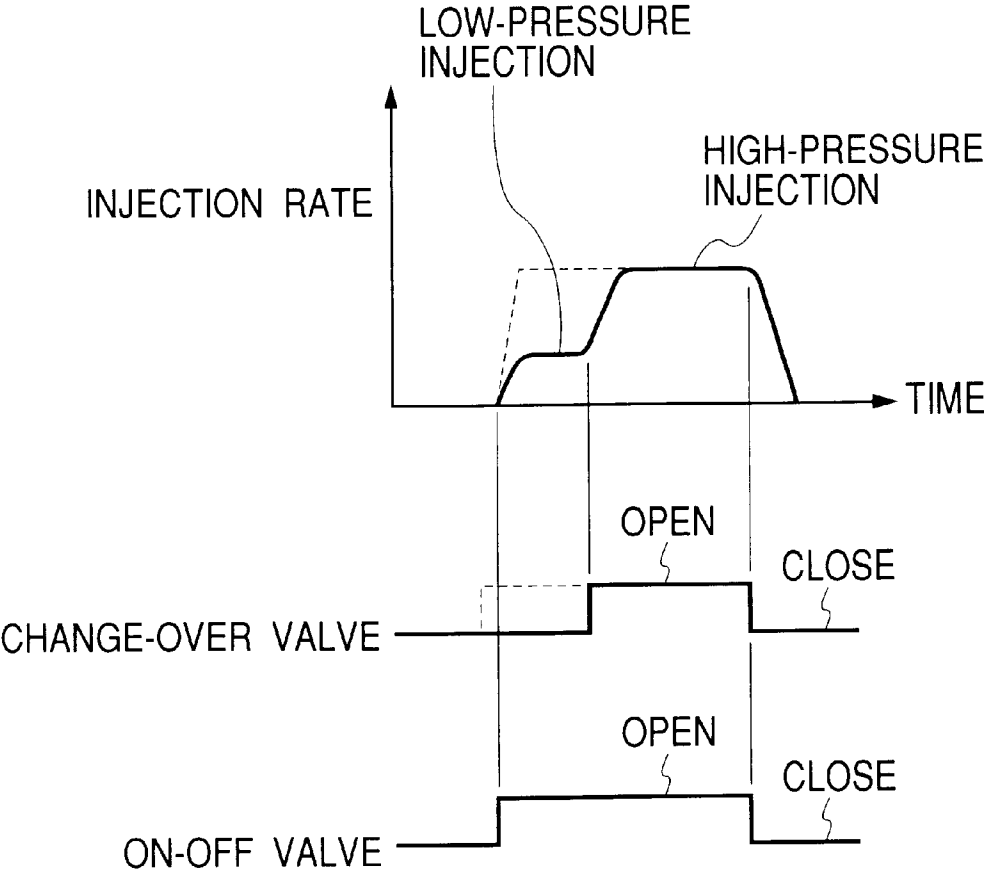 LOW-PRESSURE
INJECTION
HIGH-PRESSURE
INJECTION
INJECTION RATE
TIME
OPEN
CLOSE
CHANGE-OVER VALVE
OPEN
CLOSE
ON-OFF VALVE